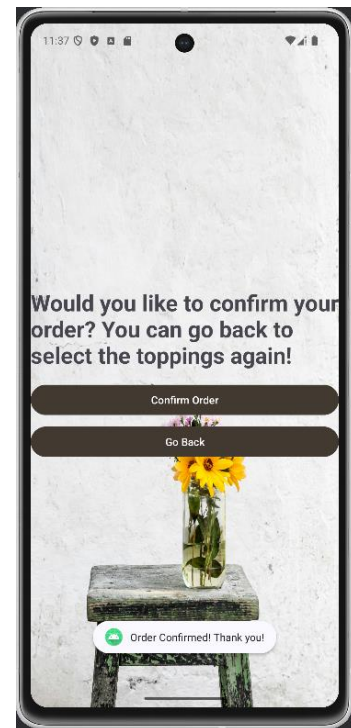 11:37
Would you like to confirm your
order? You can go back to
select the toppings again!
Confirm Order
Go Back
Order Confirmed! Thank you!